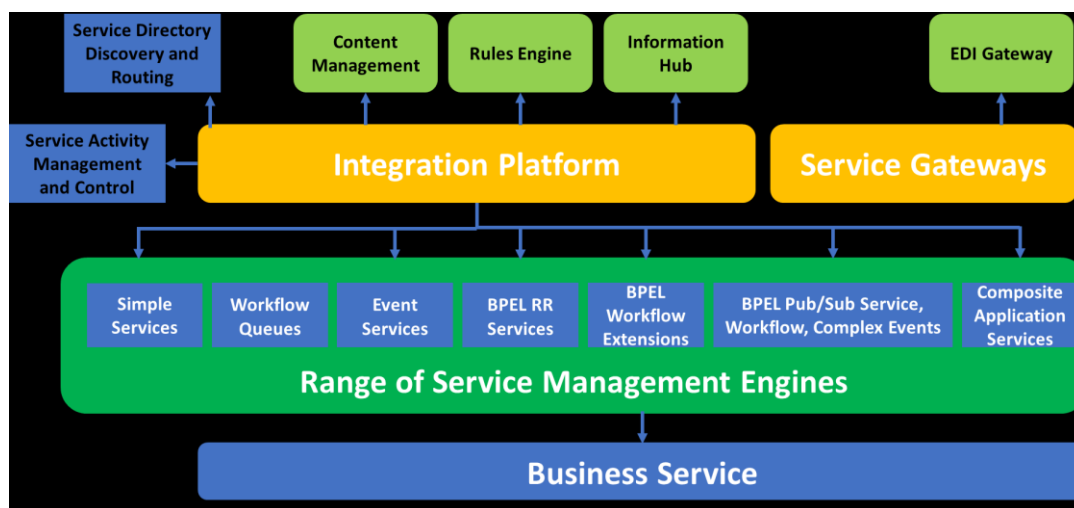 Service Directory
Discovery and
Routing
Content
Management
Rules Engine
Information
Hub
EDI Gateway
Service Activity
Management
and Control
Integration Platform
Service Gateways
Simple
Services
Workflow
Queues
Event
Services
BPEL RR
Services
BPEL
Workflow
Extensions
BPEL Pub/Sub Service,
Workflow, Complex Events
Composite
Application
Services
Range of Service Management Engines
Business Service